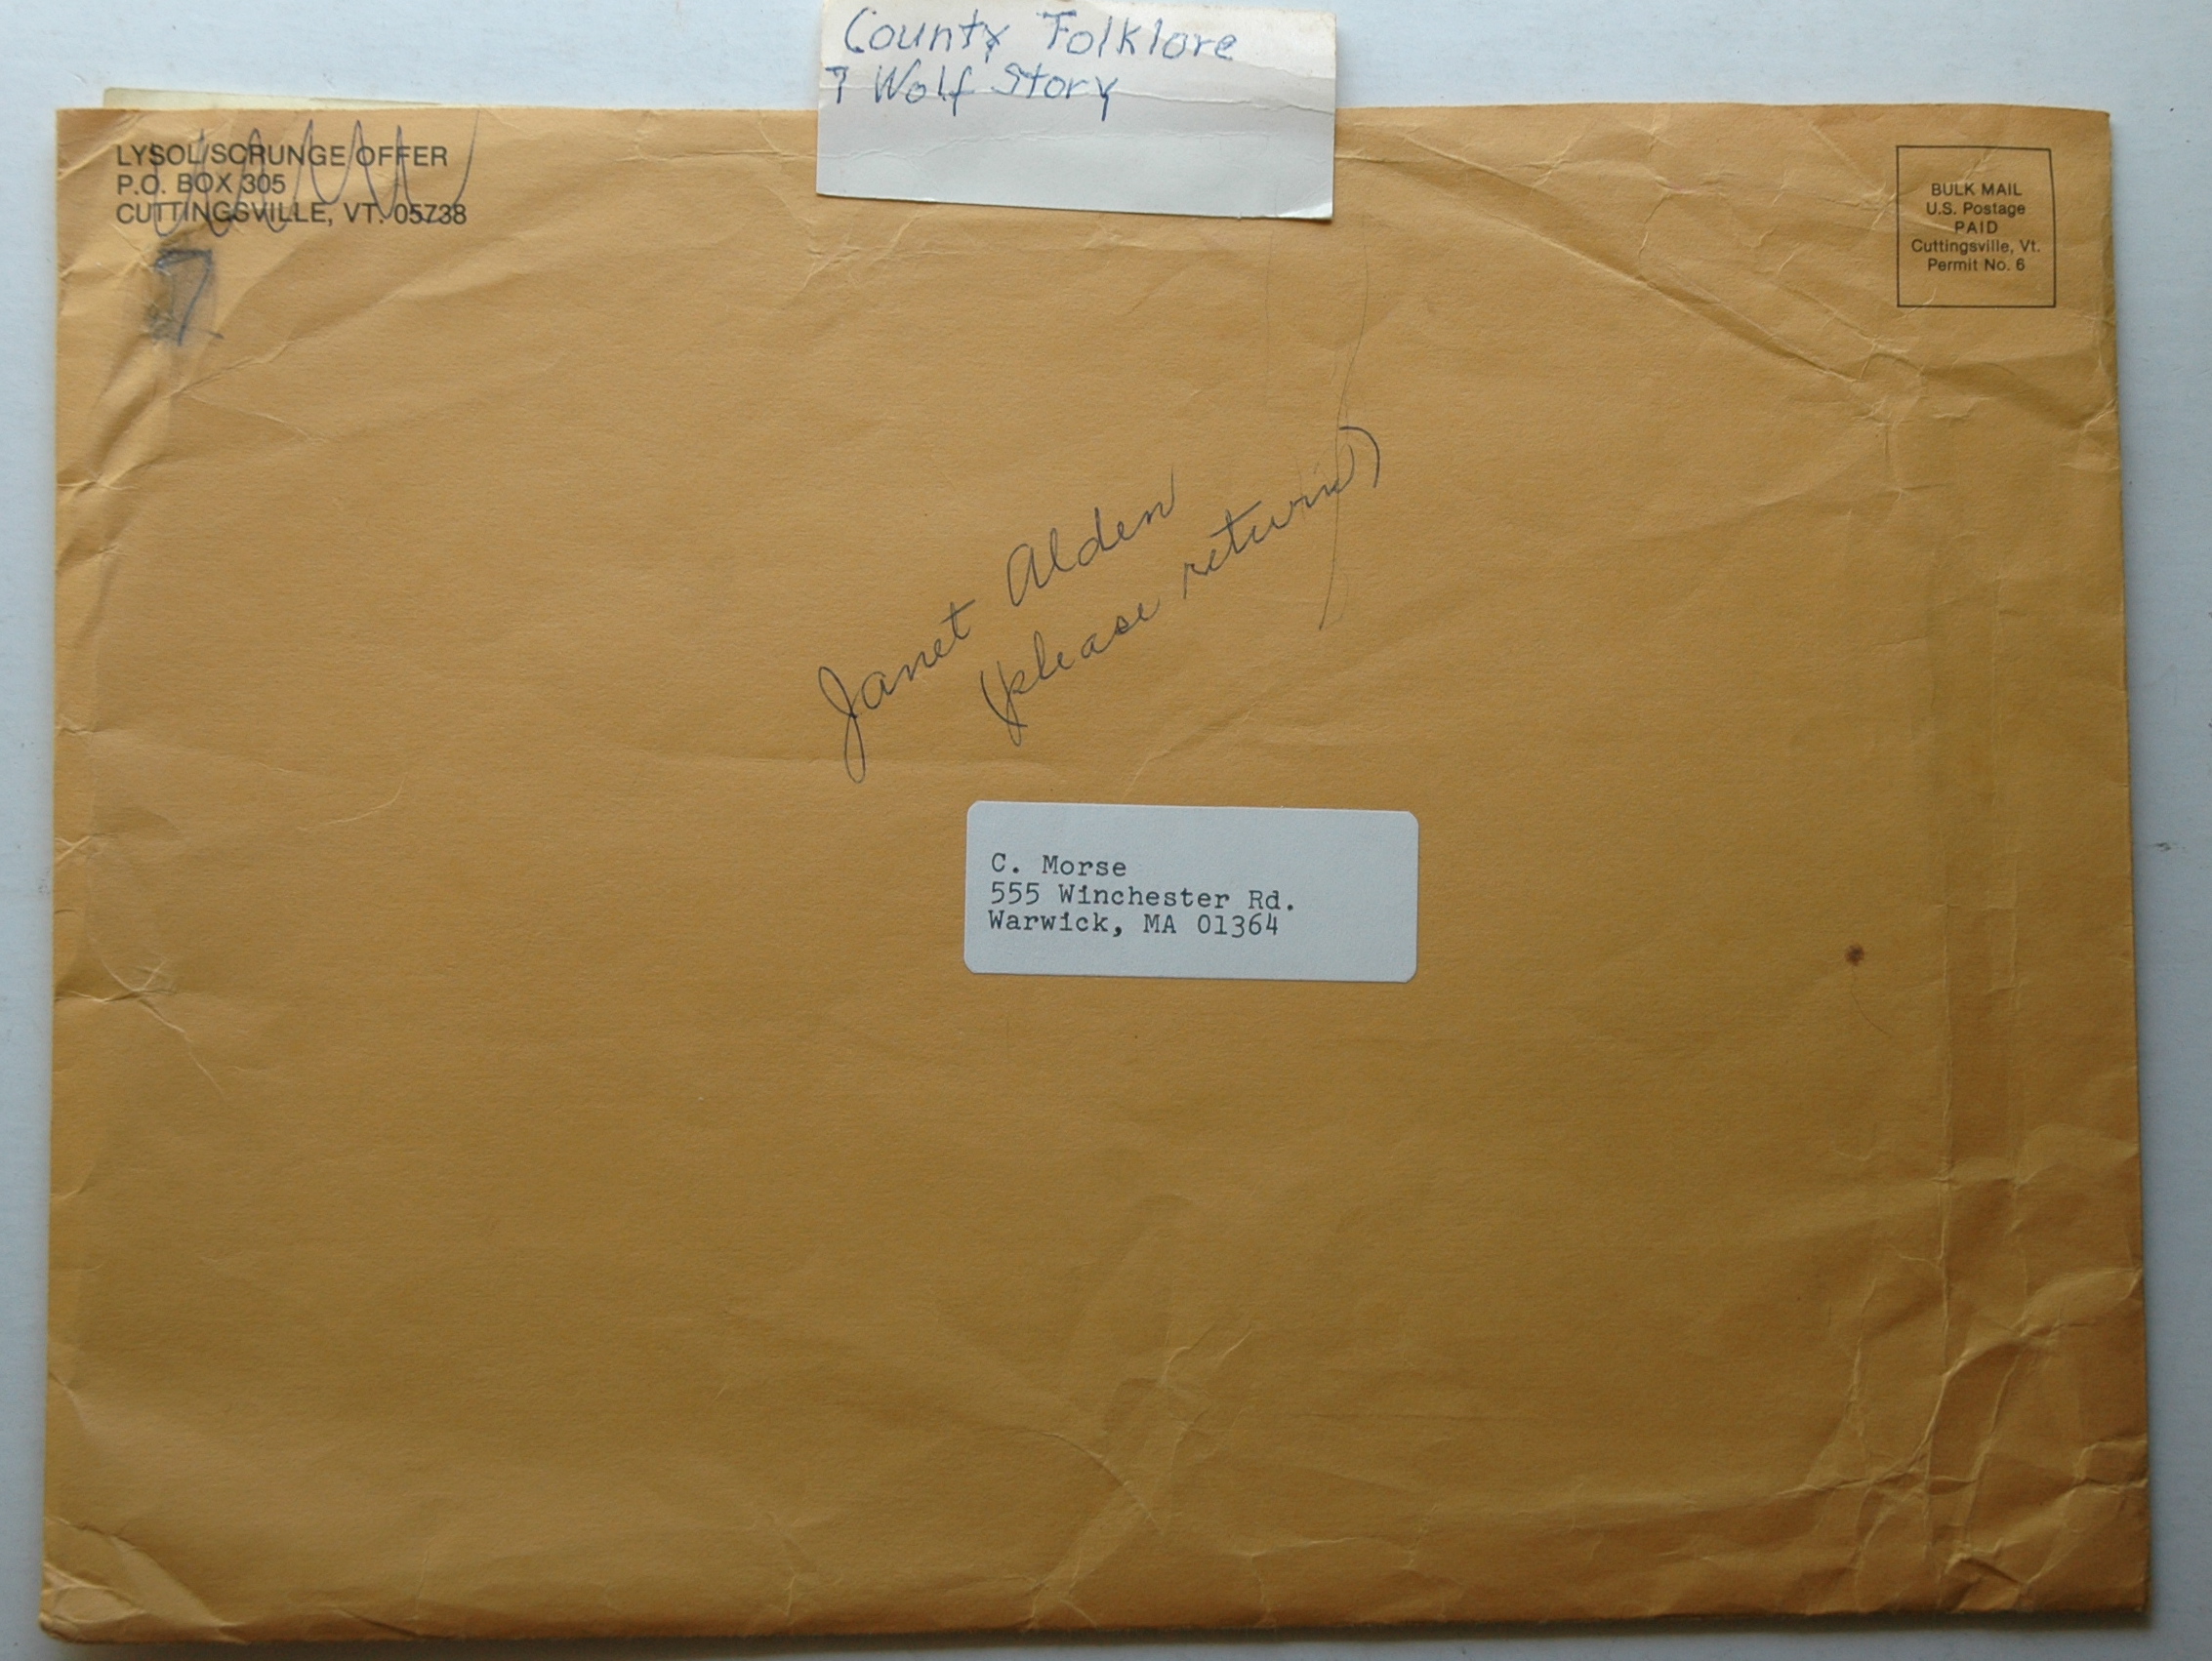 County Folklore
7 Wolf Story
LYSOL/SCRUNGE OFFER
P.O. BOX 305
CUTTINGSVILLE, VT. 05738
7
BULK MAIL
U.S. Postage
PAID
Cuttingsville, Vt.
Permit No. 6
Janet Alden
(please return)
C. Morse
555 Winchester Rd.
Warwick, MA 01364